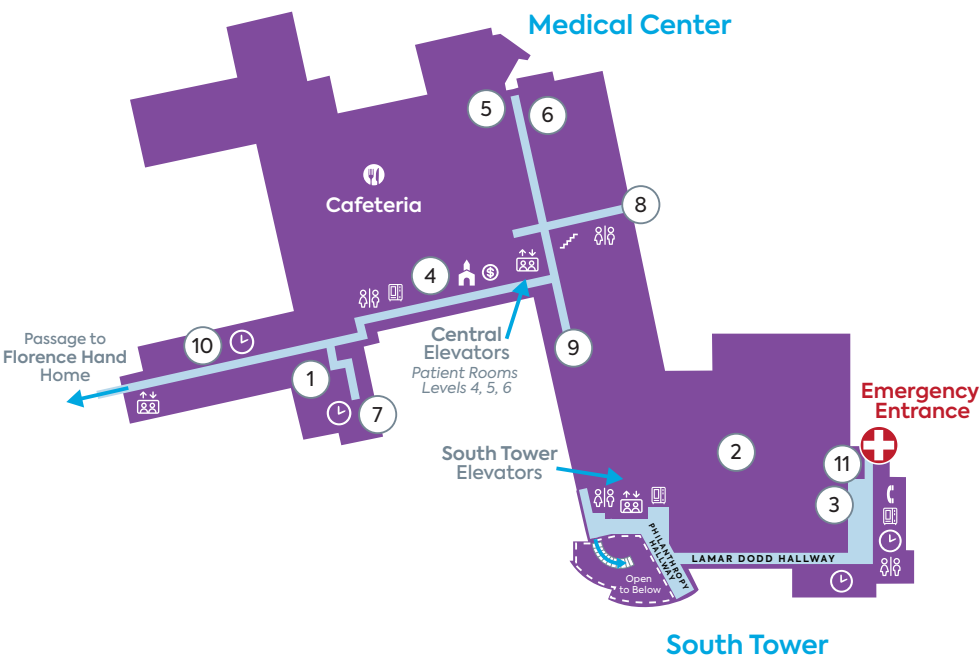 Medical Center
5
6
Cafeteria
8
4
$
Passage to
Florence Hand
Home
10
Central
Elevators
Patient Rooms
Levels 4, 5, 6
9
1
7
Emergency
Entrance
South Tower
Elevators
2
11
3
PHILANTHROPY
HALLWAY
LAMAR DODD HALLWAY
Open
to Below
South Tower